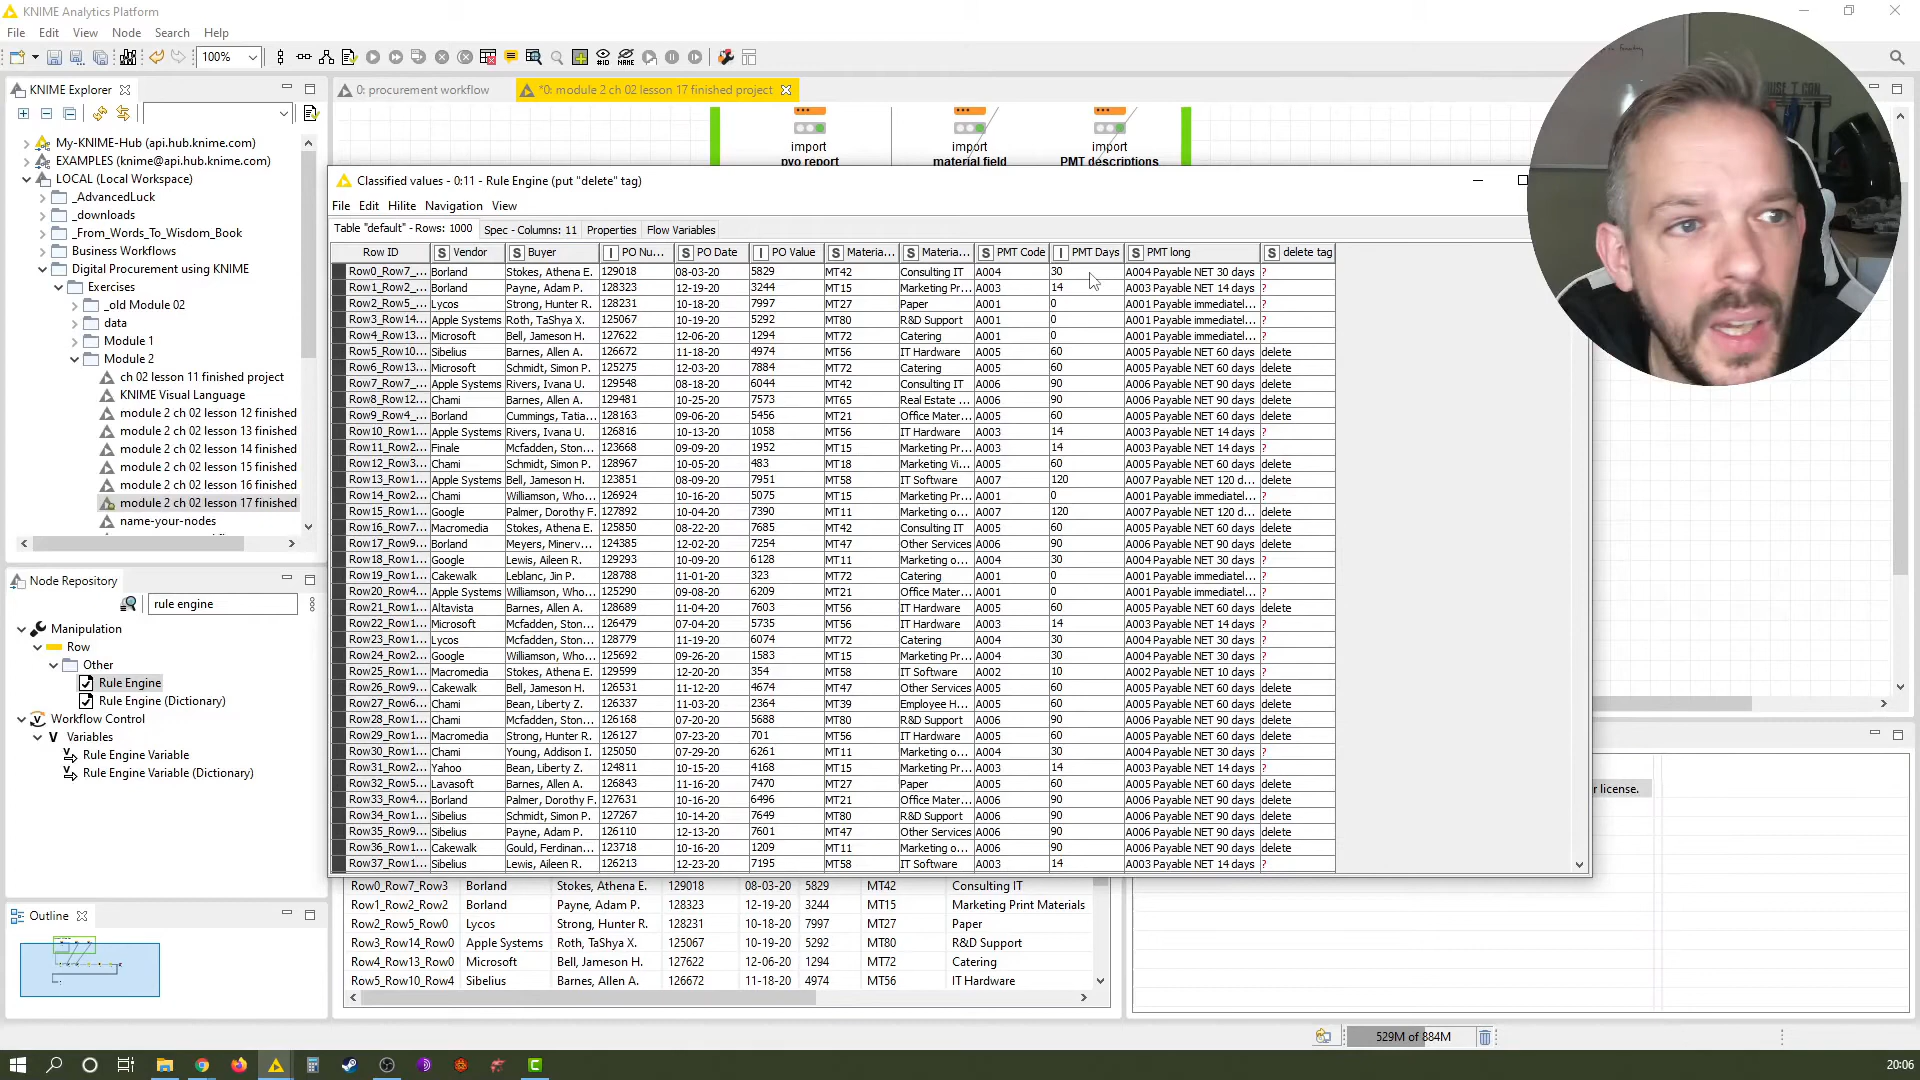 KNIME Analytics Platform
File Edit View Node Search Help
100%
KNIME Explorer
0: procurement workflow
*0: module 2 ch 02 lesson 17 finished project
My-KNIME-Hub (api.hub.knime.com)
EXAMPLES (knime@api.hub.knime.com)
LOCAL (Local Workspace)
_AdvancedLuck
_downloads
_From_Words_To_Wisdom_Book
Business Workflows
Digital Procurement using KNIME
Exercises
_old Module 02
data
Module 1
Module 2
ch 02 lesson 11 finished project
KNIME Visual Language
module 2 ch 02 lesson 12 finished
module 2 ch 02 lesson 13 finished
module 2 ch 02 lesson 14 finished
module 2 ch 02 lesson 15 finished
module 2 ch 02 lesson 16 finished
module 2 ch 02 lesson 17 finished
name-your-nodes
import
pvo report
import
material field
import
PMT descriptions
Classified values - 0:11 - Rule Engine (put "delete" tag)
File Edit Hilite Navigation View
Table "default" - Rows: 1000 Spec - Columns: 11 Properties Flow Variables
Row ID S Vendor S Buyer I PO Nu... S PO Date I PO Value S Materia... S Materia... S PMT Code I PMT Days S PMT long S delete tag
Row0_Row7_... Borland Stokes, Athena E. 129018 08-03-20 5829 MT42 Consulting IT A004 30 A004 Payable NET 30 days ?
Row1_Row2_... Borland Payne, Adam P. 128323 12-19-20 3244 MT15 Marketing Pr... A003 14 A003 Payable NET 14 days ?
Row2_Row5_... Lycos Strong, Hunter R. 128231 10-18-20 7997 MT27 Paper A001 0 A001 Payable immediatel... ?
Row3_Row14... Apple Systems Roth, TaShya X. 125067 10-19-20 5292 MT80 R&D Support A001 0 A001 Payable immediatel... ?
Row4_Row13... Microsoft Bell, Jameson H. 127622 12-06-20 1294 MT72 Catering A001 0 A001 Payable immediatel... ?
Row5_Row10... Sibelius Barnes, Allen A. 126672 11-18-20 4974 MT56 IT Hardware A005 60 A005 Payable NET 60 days delete
Row6_Row13... Microsoft Schmidt, Simon P. 125275 12-03-20 7884 MT72 Catering A005 60 A005 Payable NET 60 days delete
Row7_Row7_... Apple Systems Rivers, Ivana U. 129548 08-18-20 6044 MT42 Consulting IT A006 90 A006 Payable NET 90 days delete
Row8_Row12... Chami Barnes, Allen A. 129481 10-25-20 7573 MT65 Real Estate ... A006 90 A006 Payable NET 90 days delete
Row9_Row4_... Borland Cummings, Tatia... 128163 09-06-20 5456 MT21 Office Mater... A005 60 A005 Payable NET 60 days delete
Row10_Row1... Apple Systems Rivers, Ivana U. 126816 10-13-20 1058 MT56 IT Hardware A003 14 A003 Payable NET 14 days ?
Row11_Row2... Finale Mcfadden, Ston... 123668 09-09-20 1952 MT15 Marketing Pr... A003 14 A003 Payable NET 14 days ?
Row12_Row3... Chami Schmidt, Simon P. 128967 10-05-20 483 MT18 Marketing Vi... A005 60 A005 Payable NET 60 days delete
Row13_Row1... Apple Systems Bell, Jameson H. 123851 08-09-20 7951 MT58 IT Software A007 120 A007 Payable NET 120 d... delete
Row14_Row2... Chami Williamson, Who... 126924 10-16-20 5075 MT15 Marketing Pr... A001 0 A001 Payable immediatel... ?
Row15_Row1... Google Palmer, Dorothy F. 127892 10-04-20 7390 MT11 Marketing o... A007 120 A007 Payable NET 120 d... delete
Row16_Row7... Macromedia Stokes, Athena E. 125850 08-22-20 7685 MT42 Consulting IT A005 60 A005 Payable NET 60 days delete
Row17_Row9... Borland Meyers, Minerv... 124385 12-02-20 7254 MT47 Other Services A006 90 A006 Payable NET 90 days delete
Row18_Row1... Google Lewis, Aileen R. 129293 10-09-20 6128 MT11 Marketing o... A004 30 A004 Payable NET 30 days ?
Row19_Row1... Cakewalk Leblanc, Jin P. 128788 11-01-20 323 MT72 Catering A001 0 A001 Payable immediatel... ?
Row20_Row4... Apple Systems Williamson, Who... 125290 09-08-20 6209 MT21 Office Mater... A001 0 A001 Payable immediatel... ?
Row21_Row1... Altavista Barnes, Allen A. 128689 11-04-20 7603 MT56 IT Hardware A005 60 A005 Payable NET 60 days delete
Row22_Row1... Microsoft Mcfadden, Ston... 126479 07-04-20 5735 MT56 IT Hardware A003 14 A003 Payable NET 14 days ?
Row23_Row1... Lycos Mcfadden, Ston... 128779 11-19-20 6074 MT72 Catering A004 30 A004 Payable NET 30 days ?
Row24_Row2... Google Williamson, Who... 125692 09-26-20 1583 MT15 Marketing Pr... A004 30 A004 Payable NET 30 days ?
Row25_Row1... Macromedia Stokes, Athena E. 129599 12-20-20 354 MT58 IT Software A002 10 A002 Payable NET 10 days ?
Row26_Row9... Cakewalk Bell, Jameson H. 126531 11-12-20 4674 MT47 Other Services A005 60 A005 Payable NET 60 days delete
Row27_Row6... Chami Bean, Liberty Z. 126337 11-03-20 2364 MT39 Employee H... A005 60 A005 Payable NET 60 days delete
Row28_Row1... Chami Mcfadden, Ston... 126168 07-20-20 5688 MT80 R&D Support A006 90 A006 Payable NET 90 days delete
Row29_Row1... Macromedia Strong, Hunter R. 126127 07-23-20 701 MT56 IT Hardware A005 60 A005 Payable NET 60 days delete
Row30_Row1... Chami Young, Addison I. 125050 07-29-20 6261 MT11 Marketing o... A004 30 A004 Payable NET 30 days ?
Row31_Row2... Yahoo Bean, Liberty Z. 124811 10-15-20 4168 MT15 Marketing Pr... A003 14 A003 Payable NET 14 days ?
Row32_Row5... Lavasoft Barnes, Allen A. 126843 11-16-20 7470 MT27 Paper A005 60 A005 Payable NET 60 days delete
Row33_Row4... Borland Palmer, Dorothy F. 127631 10-16-20 6496 MT21 Office Mater... A006 90 A006 Payable NET 90 days delete
Row34_Row1... Sibelius Schmidt, Simon P. 127267 10-14-20 7649 MT80 R&D Support A006 90 A006 Payable NET 90 days delete
Row35_Row9... Sibelius Payne, Adam P. 126110 12-13-20 7601 MT47 Other Services A006 90 A006 Payable NET 90 days delete
Row36_Row1... Cakewalk Gould, Ferdinan... 123718 10-16-20 1209 MT11 Marketing o... A006 90 A006 Payable NET 90 days delete
Row37_Row1... Sibelius Lewis, Aileen R. 126213 12-23-20 7195 MT58 IT Software A003 14 A003 Payable NET 14 days ?
Node Repository
rule engine
Manipulation
Row
Other
Rule Engine
Rule Engine (Dictionary)
Workflow Control
Variables
Rule Engine Variable
Rule Engine Variable (Dictionary)
r license.
Outline
Row0_Row7_Row3 Borland Stokes, Athena E. 129018 08-03-20 5829 MT42 Consulting IT
Row1_Row2_Row2 Borland Payne, Adam P. 128323 12-19-20 3244 MT15 Marketing Print Materials
Row2_Row5_Row0 Lycos Strong, Hunter R. 128231 10-18-20 7997 MT27 Paper
Row3_Row14_Row0 Apple Systems Roth, TaShya X. 125067 10-19-20 5292 MT80 R&D Support
Row4_Row13_Row0 Microsoft Bell, Jameson H. 127622 12-06-20 1294 MT72 Catering
Row5_Row10_Row4 Sibelius Barnes, Allen A. 126672 11-18-20 4974 MT56 IT Hardware
529M of 884M
20:06